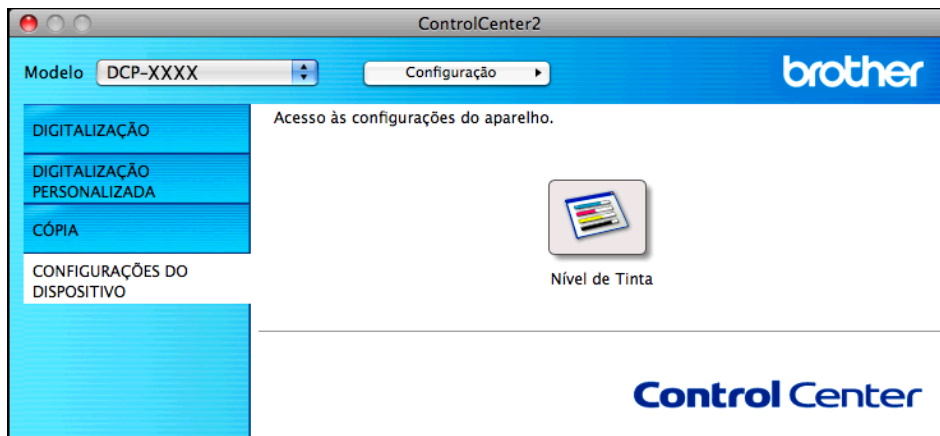 ControlCenter2
Modelo DCP-XXXX Configuração brother
DIGITALIZAÇÃO
DIGITALIZAÇÃO
PERSONALIZADA
CÓPIA
CONFIGURAÇÕES DO
DISPOSITIVO
Acesso às configurações do aparelho.
Nível de Tinta
Control Center